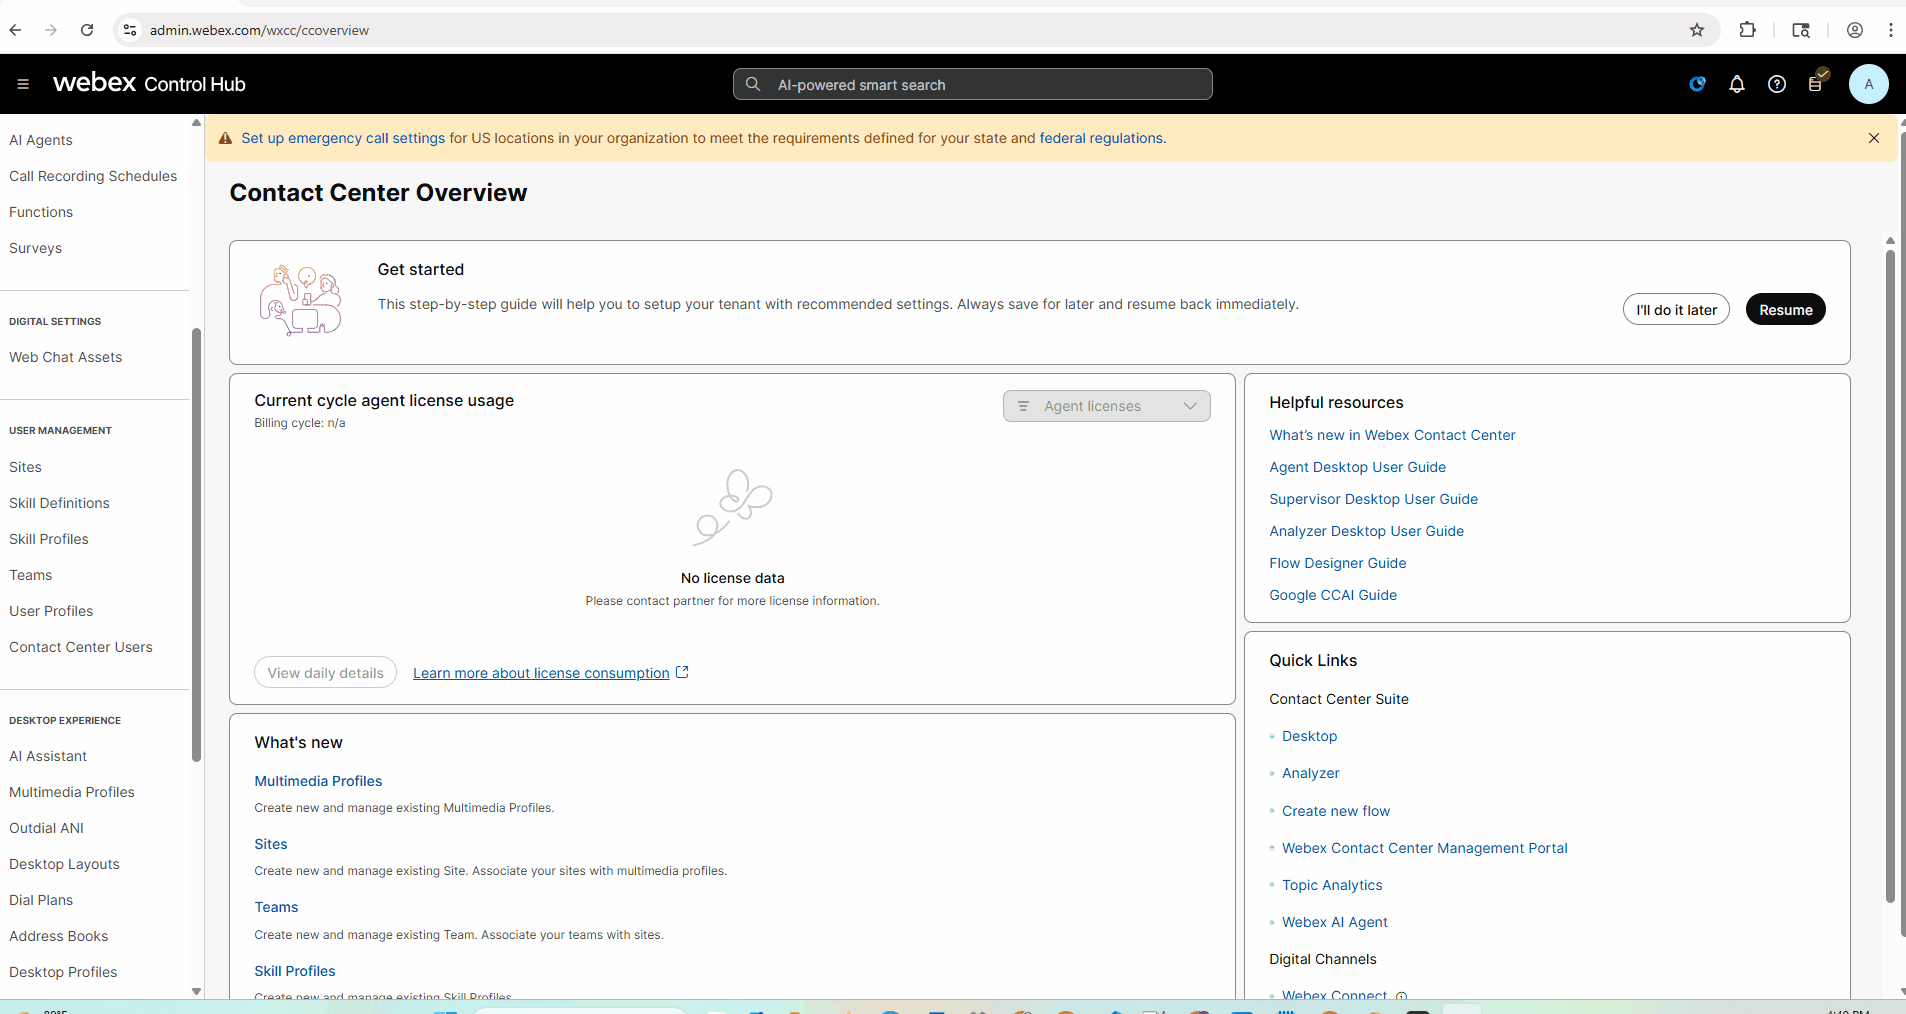 admin.webex.com/wxcc/ccoverview
webex Control Hub
AI-powered smart search
A
AI Agents
Call Recording Schedules
Functions
Surveys
DIGITAL SETTINGS
Web Chat Assets
USER MANAGEMENT
Sites
Skill Definitions
Skill Profiles
Teams
User Profiles
Contact Center Users
DESKTOP EXPERIENCE
AI Assistant
Multimedia Profiles
Outdial ANI
Desktop Layouts
Dial Plans
Address Books
Desktop Profiles
Set up emergency call settings for US locations in your organization to meet the requirements defined for your state and federal regulations.
Contact Center Overview
Get started
This step-by-step guide will help you to setup your tenant with recommended settings. Always save for later and resume back immediately.
I'll do it later
Resume
Current cycle agent license usage
Billing cycle: n/a
Agent licenses
No license data
Please contact partner for more license information.
View daily details
Learn more about license consumption
What's new
Multimedia Profiles
Create new and manage existing Multimedia Profiles.
Sites
Create new and manage existing Site. Associate your sites with multimedia profiles.
Teams
Create new and manage existing Team. Associate your teams with sites.
Skill Profiles
Create new and manage existing Skill Profiles
Helpful resources
What's new in Webex Contact Center
Agent Desktop User Guide
Supervisor Desktop User Guide
Analyzer Desktop User Guide
Flow Designer Guide
Google CCAI Guide
Quick Links
Contact Center Suite
Desktop
Analyzer
Create new flow
Webex Contact Center Management Portal
Topic Analytics
Webex AI Agent
Digital Channels
Webex Connect